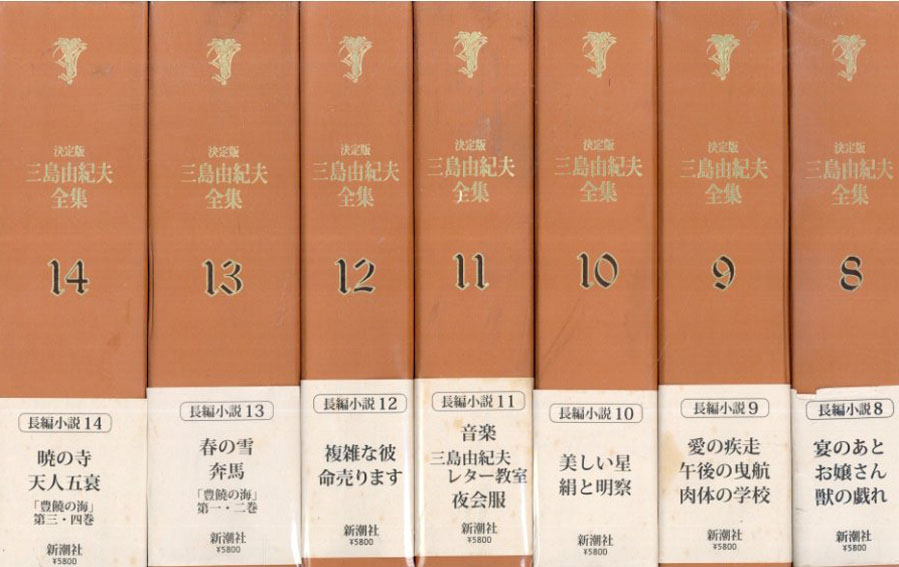 決定版
三島由紀夫
全集
14
長編小説14
暁の寺
天人五衰
「豊饒の海」
第三・四巻
新潮社
¥5800
決定版
三島由紀夫
全集
13
長編小説13
春の雪
奔馬
「豊饒の海」
第一・二巻
新潮社
¥5800
決定版
三島由紀夫
全集
12
長編小説12
複雑な彼
命売ります
新潮社
¥5800
決定版
三島由紀夫
全集
11
長編小説11
音楽
三島由紀夫
レター教室
夜会服
新潮社
¥5800
決定版
三島由紀夫
全集
10
長編小説10
美しい星
絹と明察
新潮社
¥5800
決定版
三島由紀夫
全集
9
長編小説9
愛の疾走
午後の曳航
肉体の学校
新潮社
¥5800
決定版
三島由紀夫
全集
8
長編小説8
宴のあと
お嬢さん
獣の戯れ
新潮社
¥5800